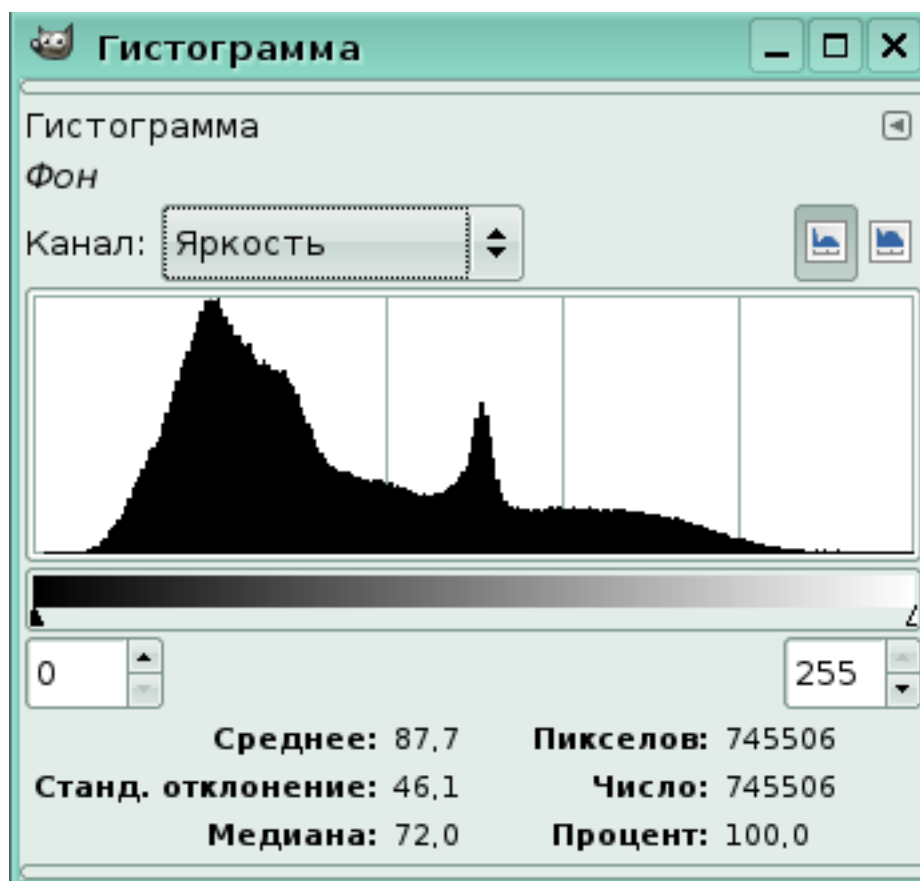 Гистограмма
Гистограмма
Фон
Канал: Яркость
0 255
Среднее: 87,7 Пикселов: 745506
Станд. отклонение: 46,1 Число: 745506
Медиана: 72,0 Процент: 100,0